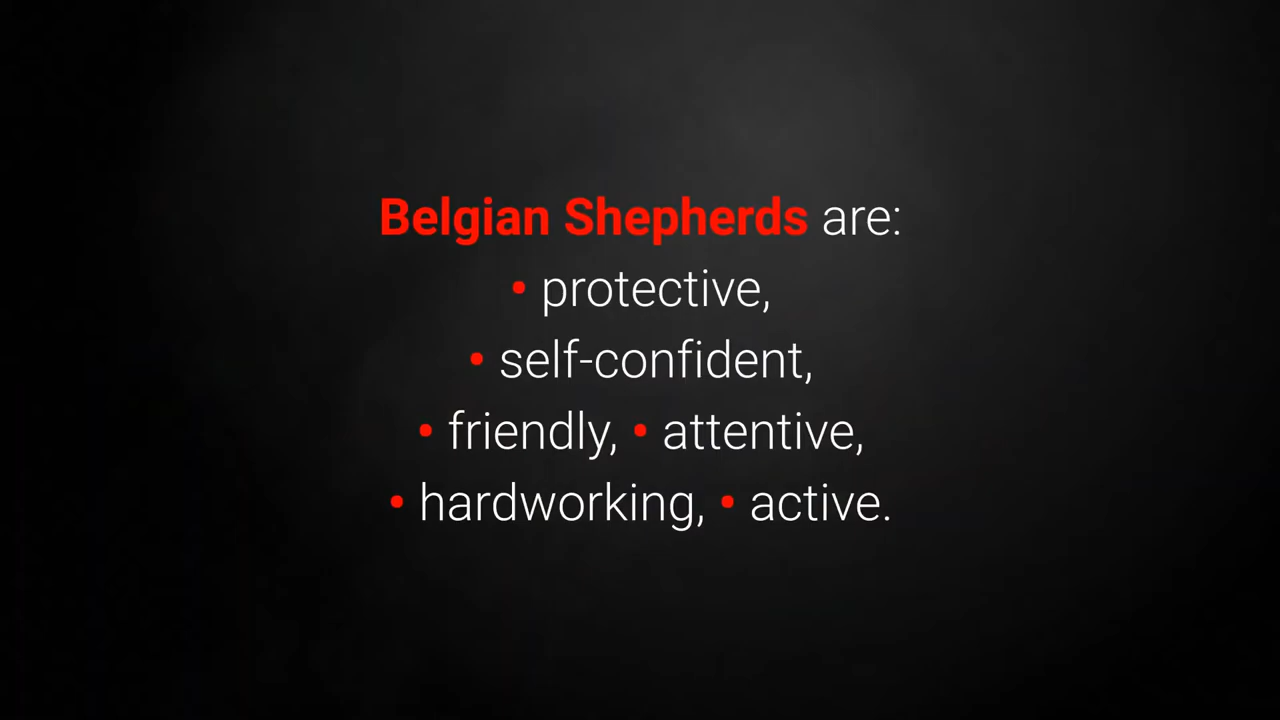 Belgian Shepherds are:
• protective,
• self-confident,
• friendly, • attentive,
• hardworking, • active.